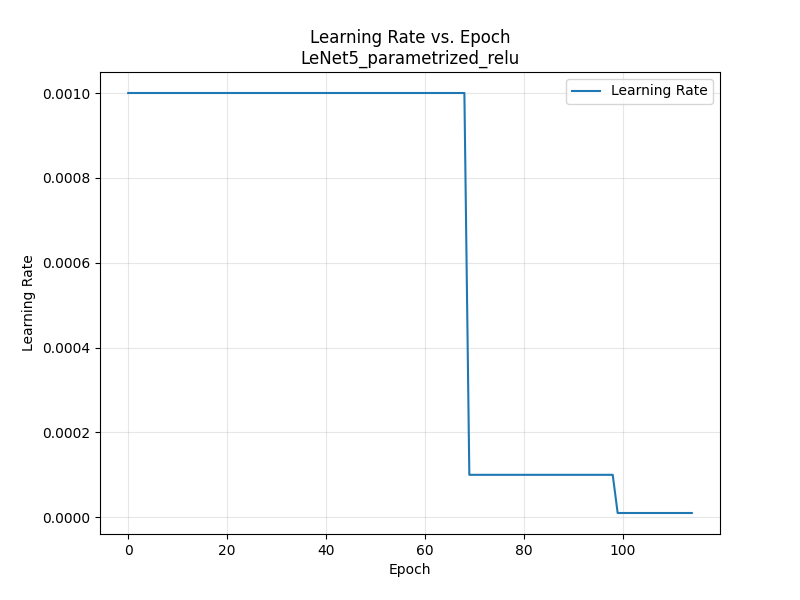 Learning Rate vs. Epoch
LeNet5_parametrized_relu
Learning Rate
0.0010
0.0008
0.0006
0.0004
0.0002
0.0000
Learning Rate
0 20 40 60 80 100
Epoch